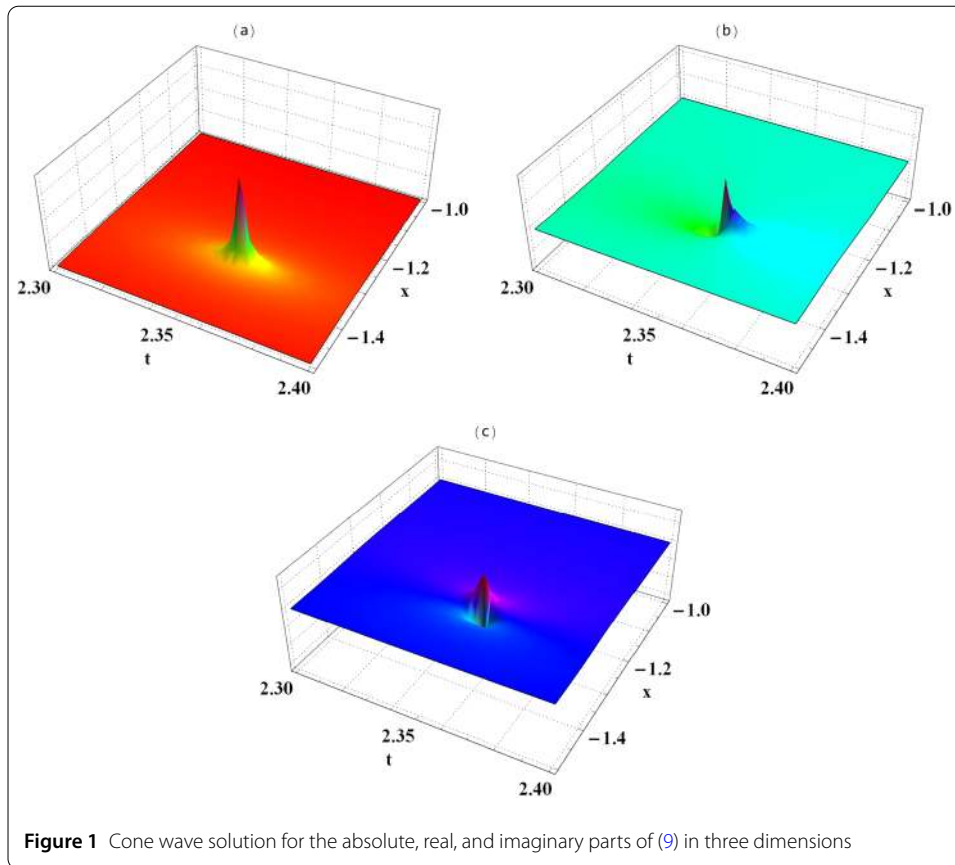 (a)
(b)
−1.0
−1.0
−1.2
−1.2
x
x
2.30
2.30
−1.4
−1.4
2.35
2.35
t
t
2.40
2.40
(c)
−1.0
−1.2
x
2.30
−1.4
2.35
t
2.40
Figure 1 Cone wave solution for the absolute, real, and imaginary parts of (9) in three dimensions